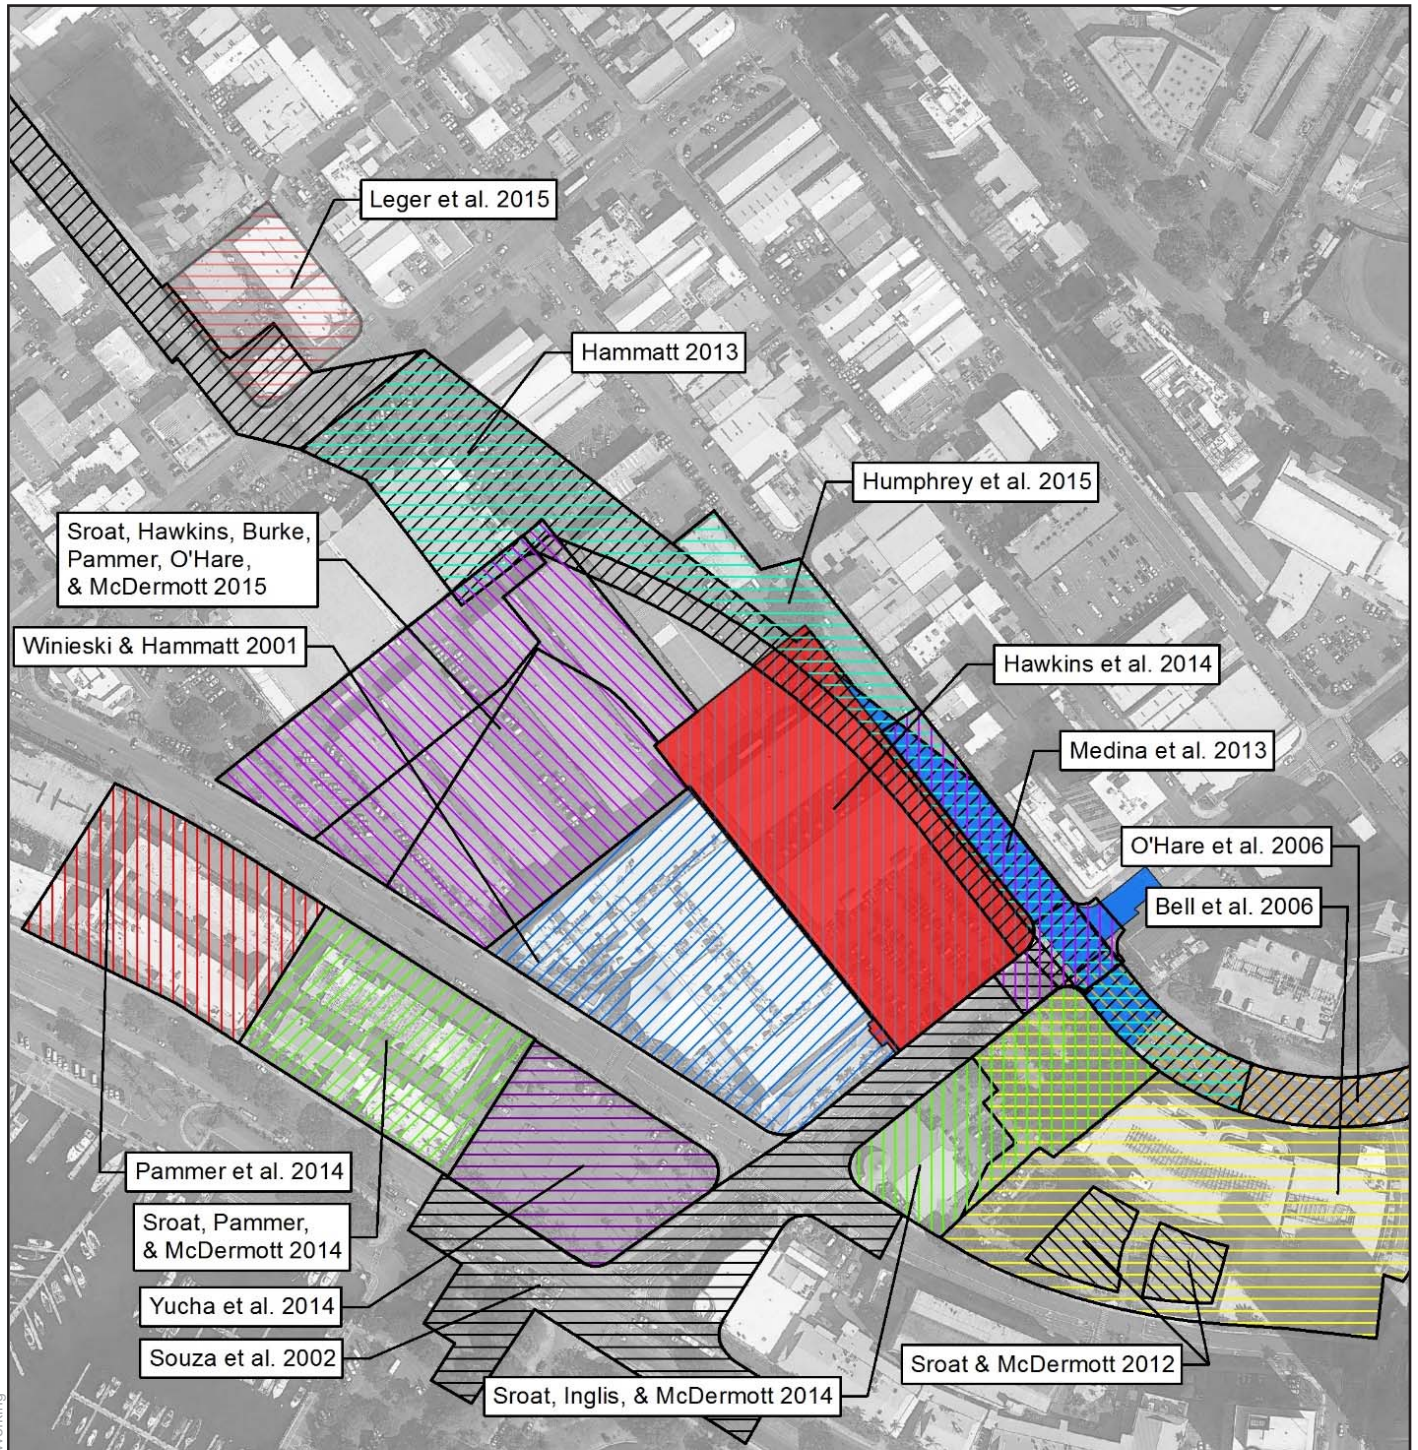 Leger et al. 2015
Hammatt 2013
Humphrey et al. 2015
Sroat, Hawkins, Burke,
Pammer, O'Hare,
& McDermott 2015
Winieski & Hammatt 2001
Hawkins et al. 2014
Medina et al. 2013
O'Hare et al. 2006
Bell et al. 2006
Pammer et al. 2014
Sroat, Pammer,
& McDermott 2014
Yucha et al. 2014
Souza et al. 2002
Sroat & McDermott 2012
Sroat, Inglis, & McDermott 2014